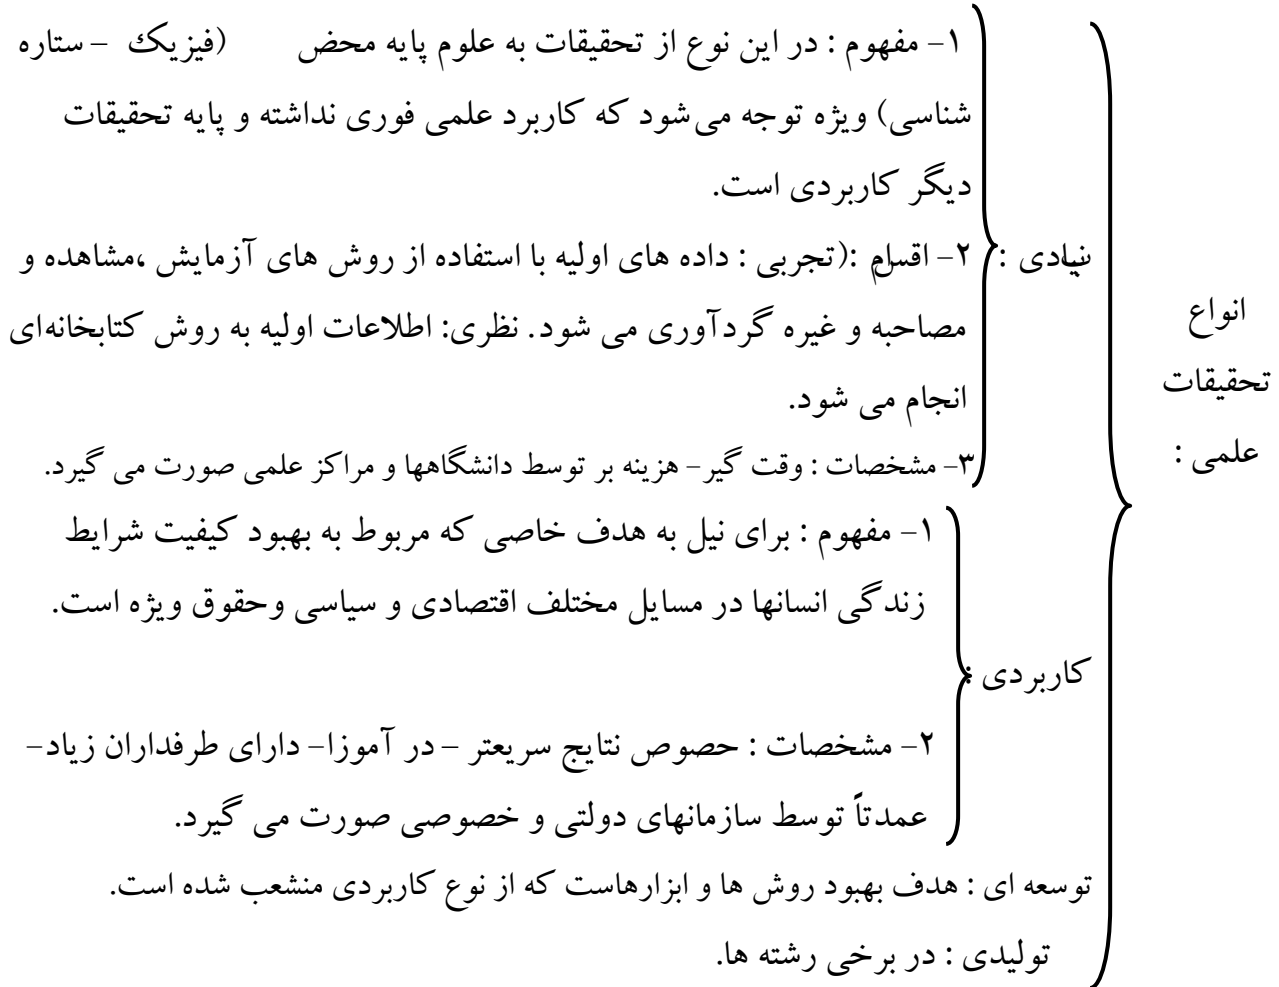 انواع
تحقیقات
علمی :
بنیادی :
۱- مفهوم : در این نوع از تحقیقات به علوم پایه محض (فیزیک - ستاره
شناسی) ویژه توجه می‌شود که کاربرد علمی فوری نداشته و پایه تحقیقات
دیگر کاربردی است.
۲- اقسام :(تجربی : داده های اولیه با استفاده از روش های آزمایش ،مشاهده و
مصاحبه و غیره گردآوری می شود. نظری: اطلاعات اولیه به روش کتابخانه‌ای
انجام می شود.
۳- مشخصات : وقت گیر- هزینه بر توسط دانشگاهها و مراکز علمی صورت می گیرد.
کاربردی :
۱- مفهوم : برای نیل به هدف خاصی که مربوط به بهبود کیفیت شرایط
زندگی انسانها در مسایل مختلف اقتصادی و سیاسی وحقوق ویژه است.
۲- مشخصات : حصوص نتایج سریعتر - در آموزا- دارای طرفداران زیاد-
عمدتاً توسط سازمانهای دولتی و خصوصی صورت می گیرد.
توسعه ای : هدف بهبود روش ها و ابزارهاست که از نوع کاربردی منشعب شده است.
تولیدی : در برخی رشته ها.